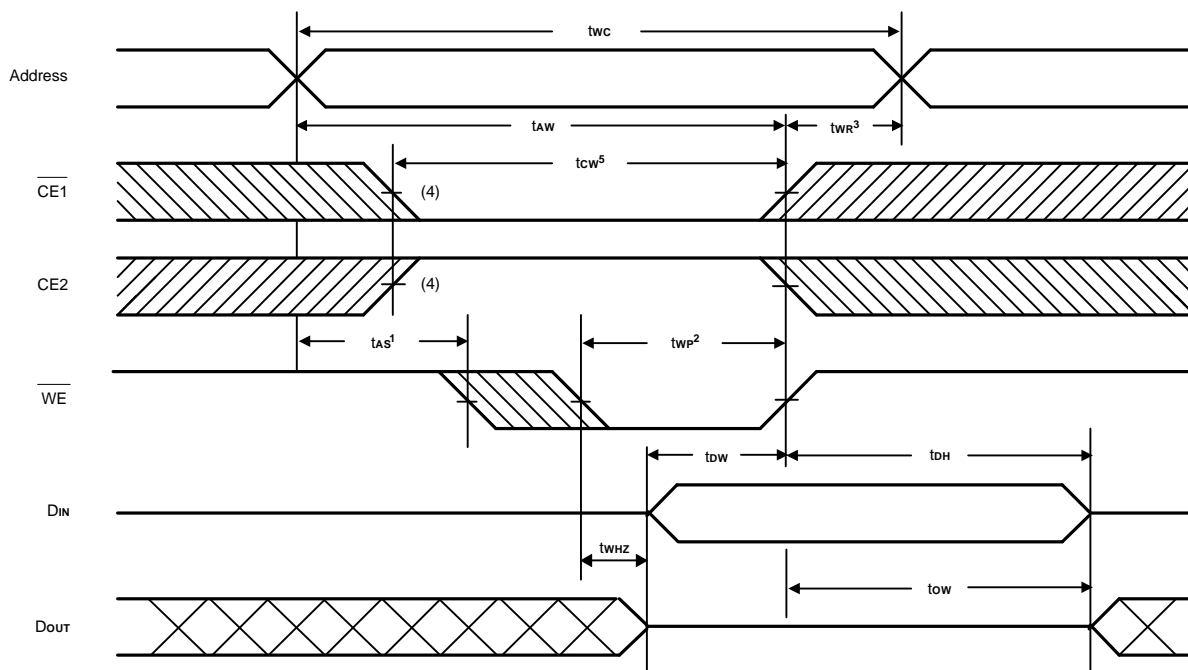 tWC
Address
tAW
tWR3
tCW5
CE1
(4)
CE2
(4)
tAS1
tWP2
WE
tDW
tDH
DIN
tWHZ
tOW
DOUT